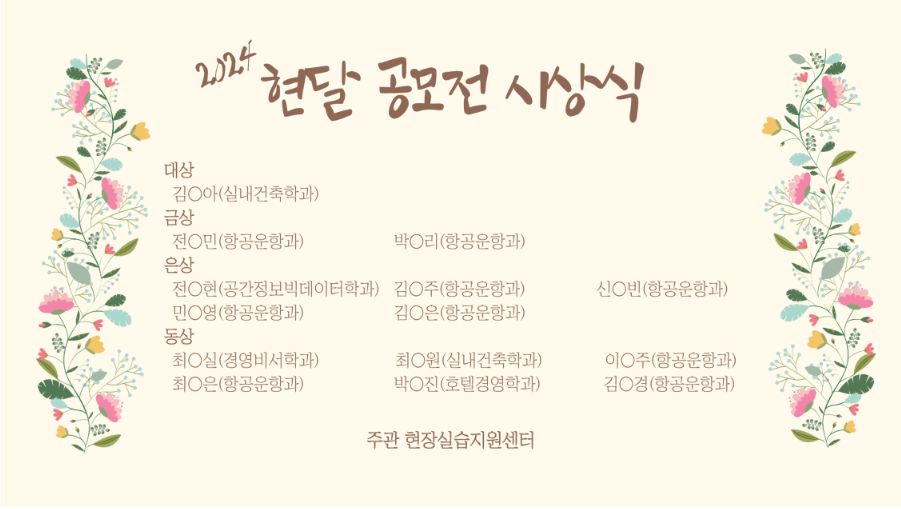 2024 현달 공모전 시상식
대상
김○아(실내건축학과)
금상
전○민(항공운항과) 박○리(항공운항과)
은상
전○현(공간정보빅데이터학과) 김○주(항공운항과) 신○빈(항공운항과)
민○영(항공운항과) 김○은(항공운항과)
동상
최○실(경영비서학과) 최○원(실내건축학과) 이○주(항공운항과)
최○은(항공운항과) 박○진(호텔경영학과) 김○경(항공운항과)
주관 현장실습지원센터